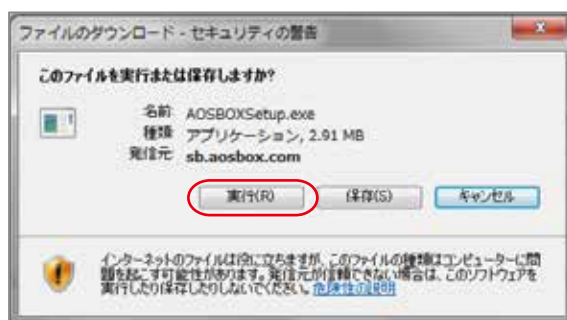 ファイルのダウンロード - セキュリティの警告
このファイルを実行または保存しますか?
名前 AOSBOXSetup.exe
種類 アプリケーション, 2.91 MB
発信元 sb.aosbox.com
実行(R) 保存(S) キャンセル
インターネットのファイルは役に立ちますが、このファイルの種類はコンピューターに問
題を起こす可能性があります。発信元が信頼できない場合は、このソフトウェアを
実行したり保存したりしないでください。危険性の説明